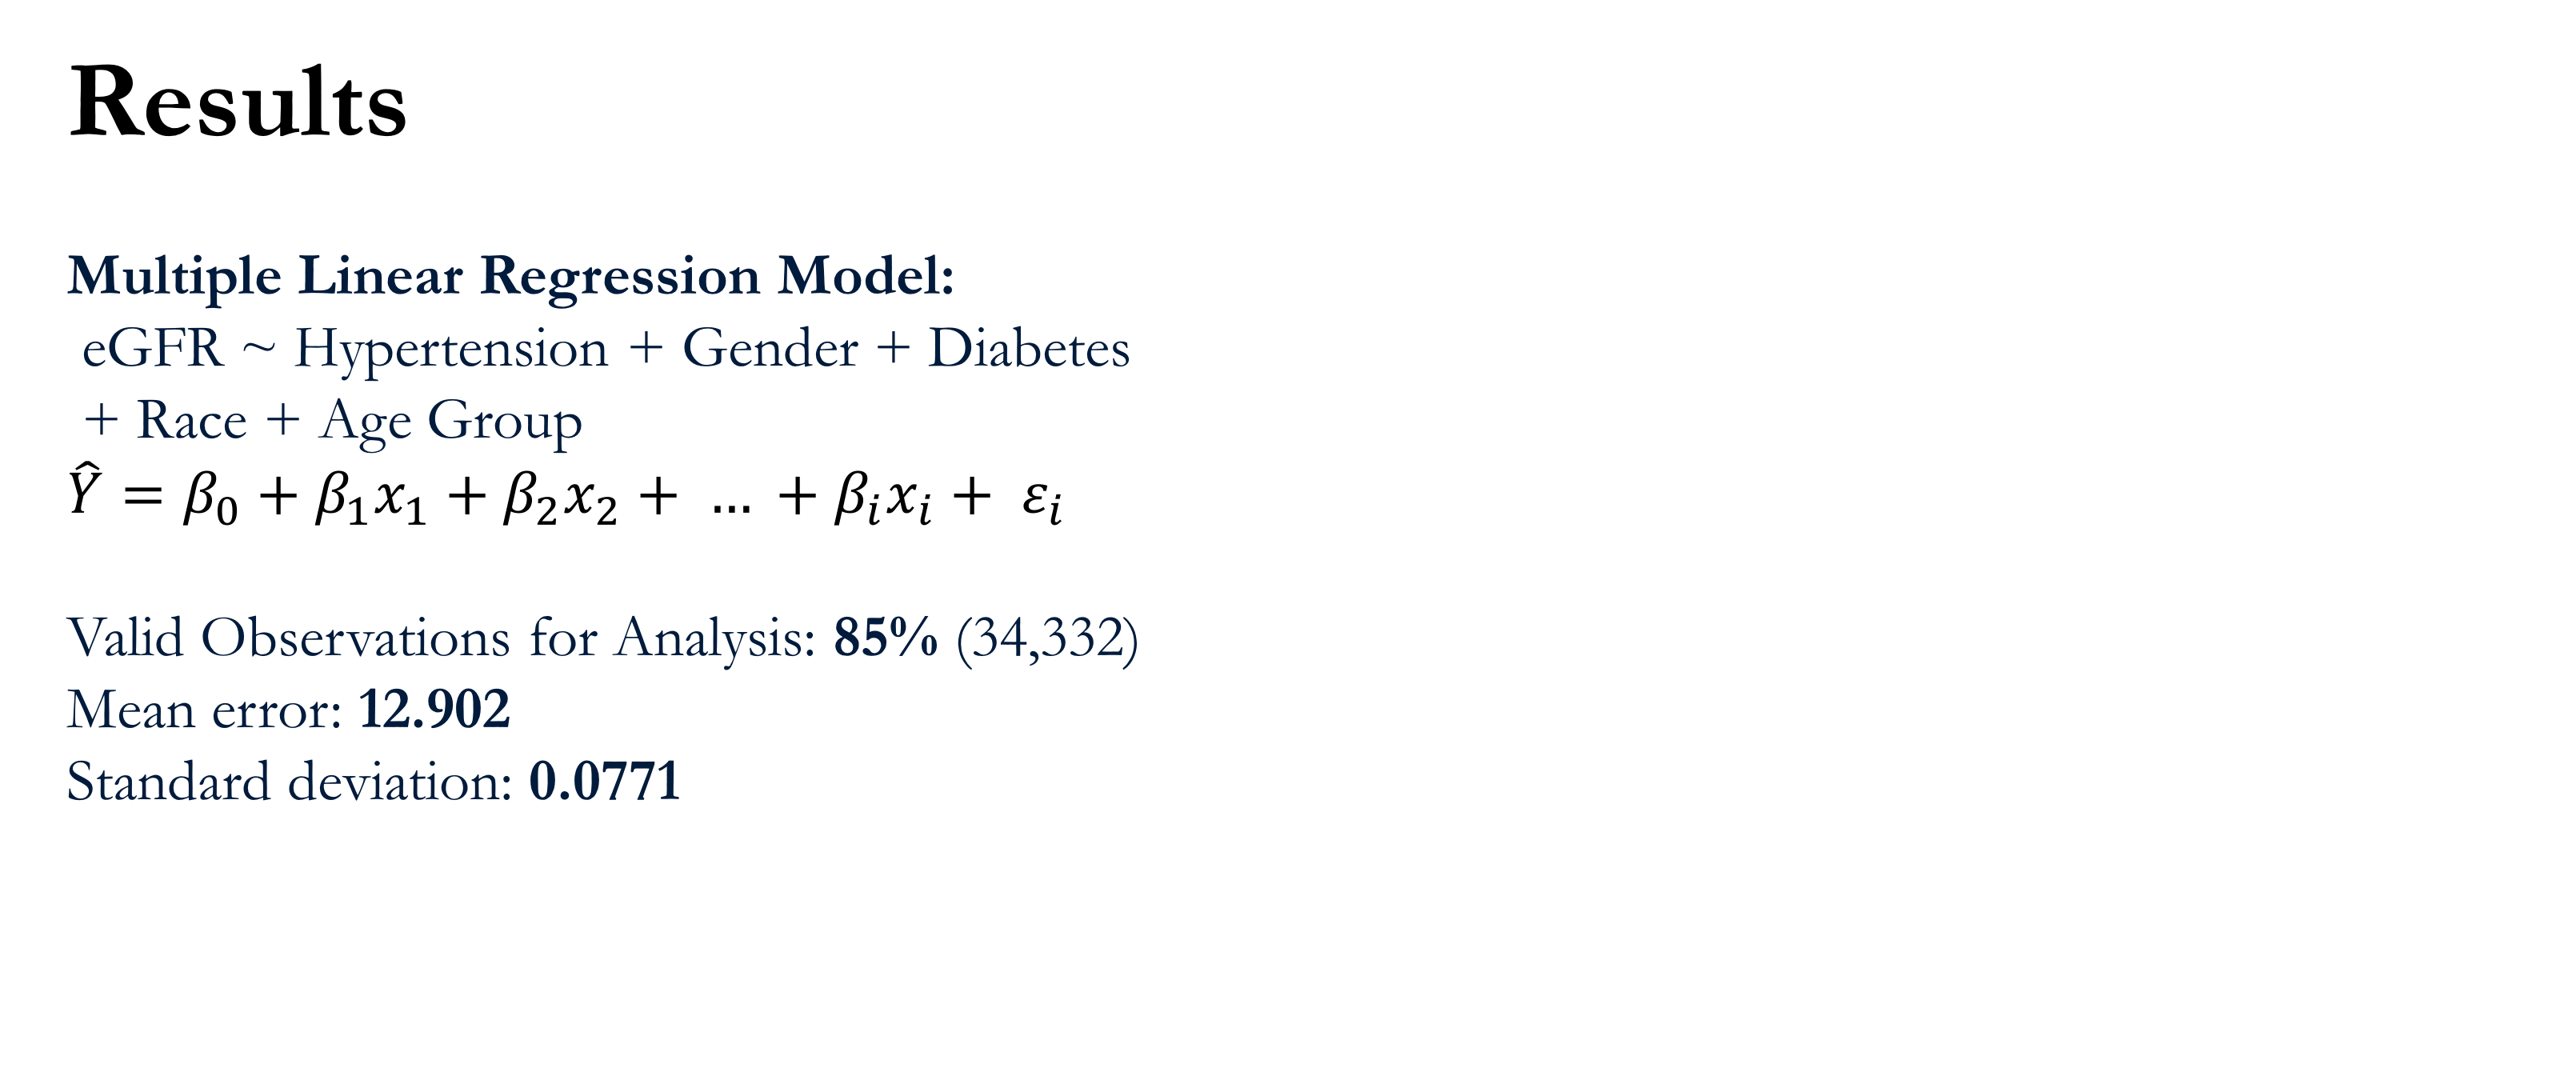 Results
Multiple Linear Regression Model:
eGFR ~ Hypertension + Gender + Diabetes
+ Race + Age Group
Ŷ = β₀ + β₁x₁ + β₂x₂ + … + βᵢxᵢ + εᵢ
Valid Observations for Analysis: 85% (34,332)
Mean error: 12.902
Standard deviation: 0.0771